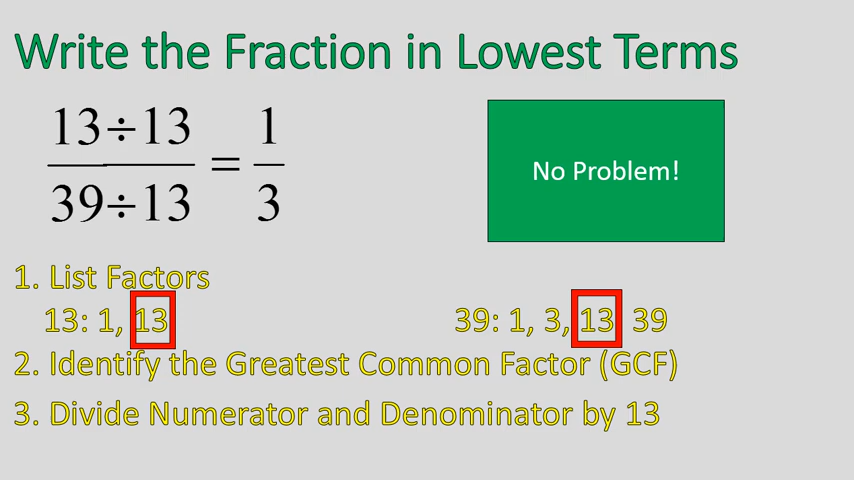 Write the Fraction in Lowest Terms
13÷13 / 39÷13 = 1/3
No Problem!
1. List Factors
13: 1, 13
39: 1, 3, 13, 39
2. Identify the Greatest Common Factor (GCF)
3. Divide Numerator and Denominator by 13